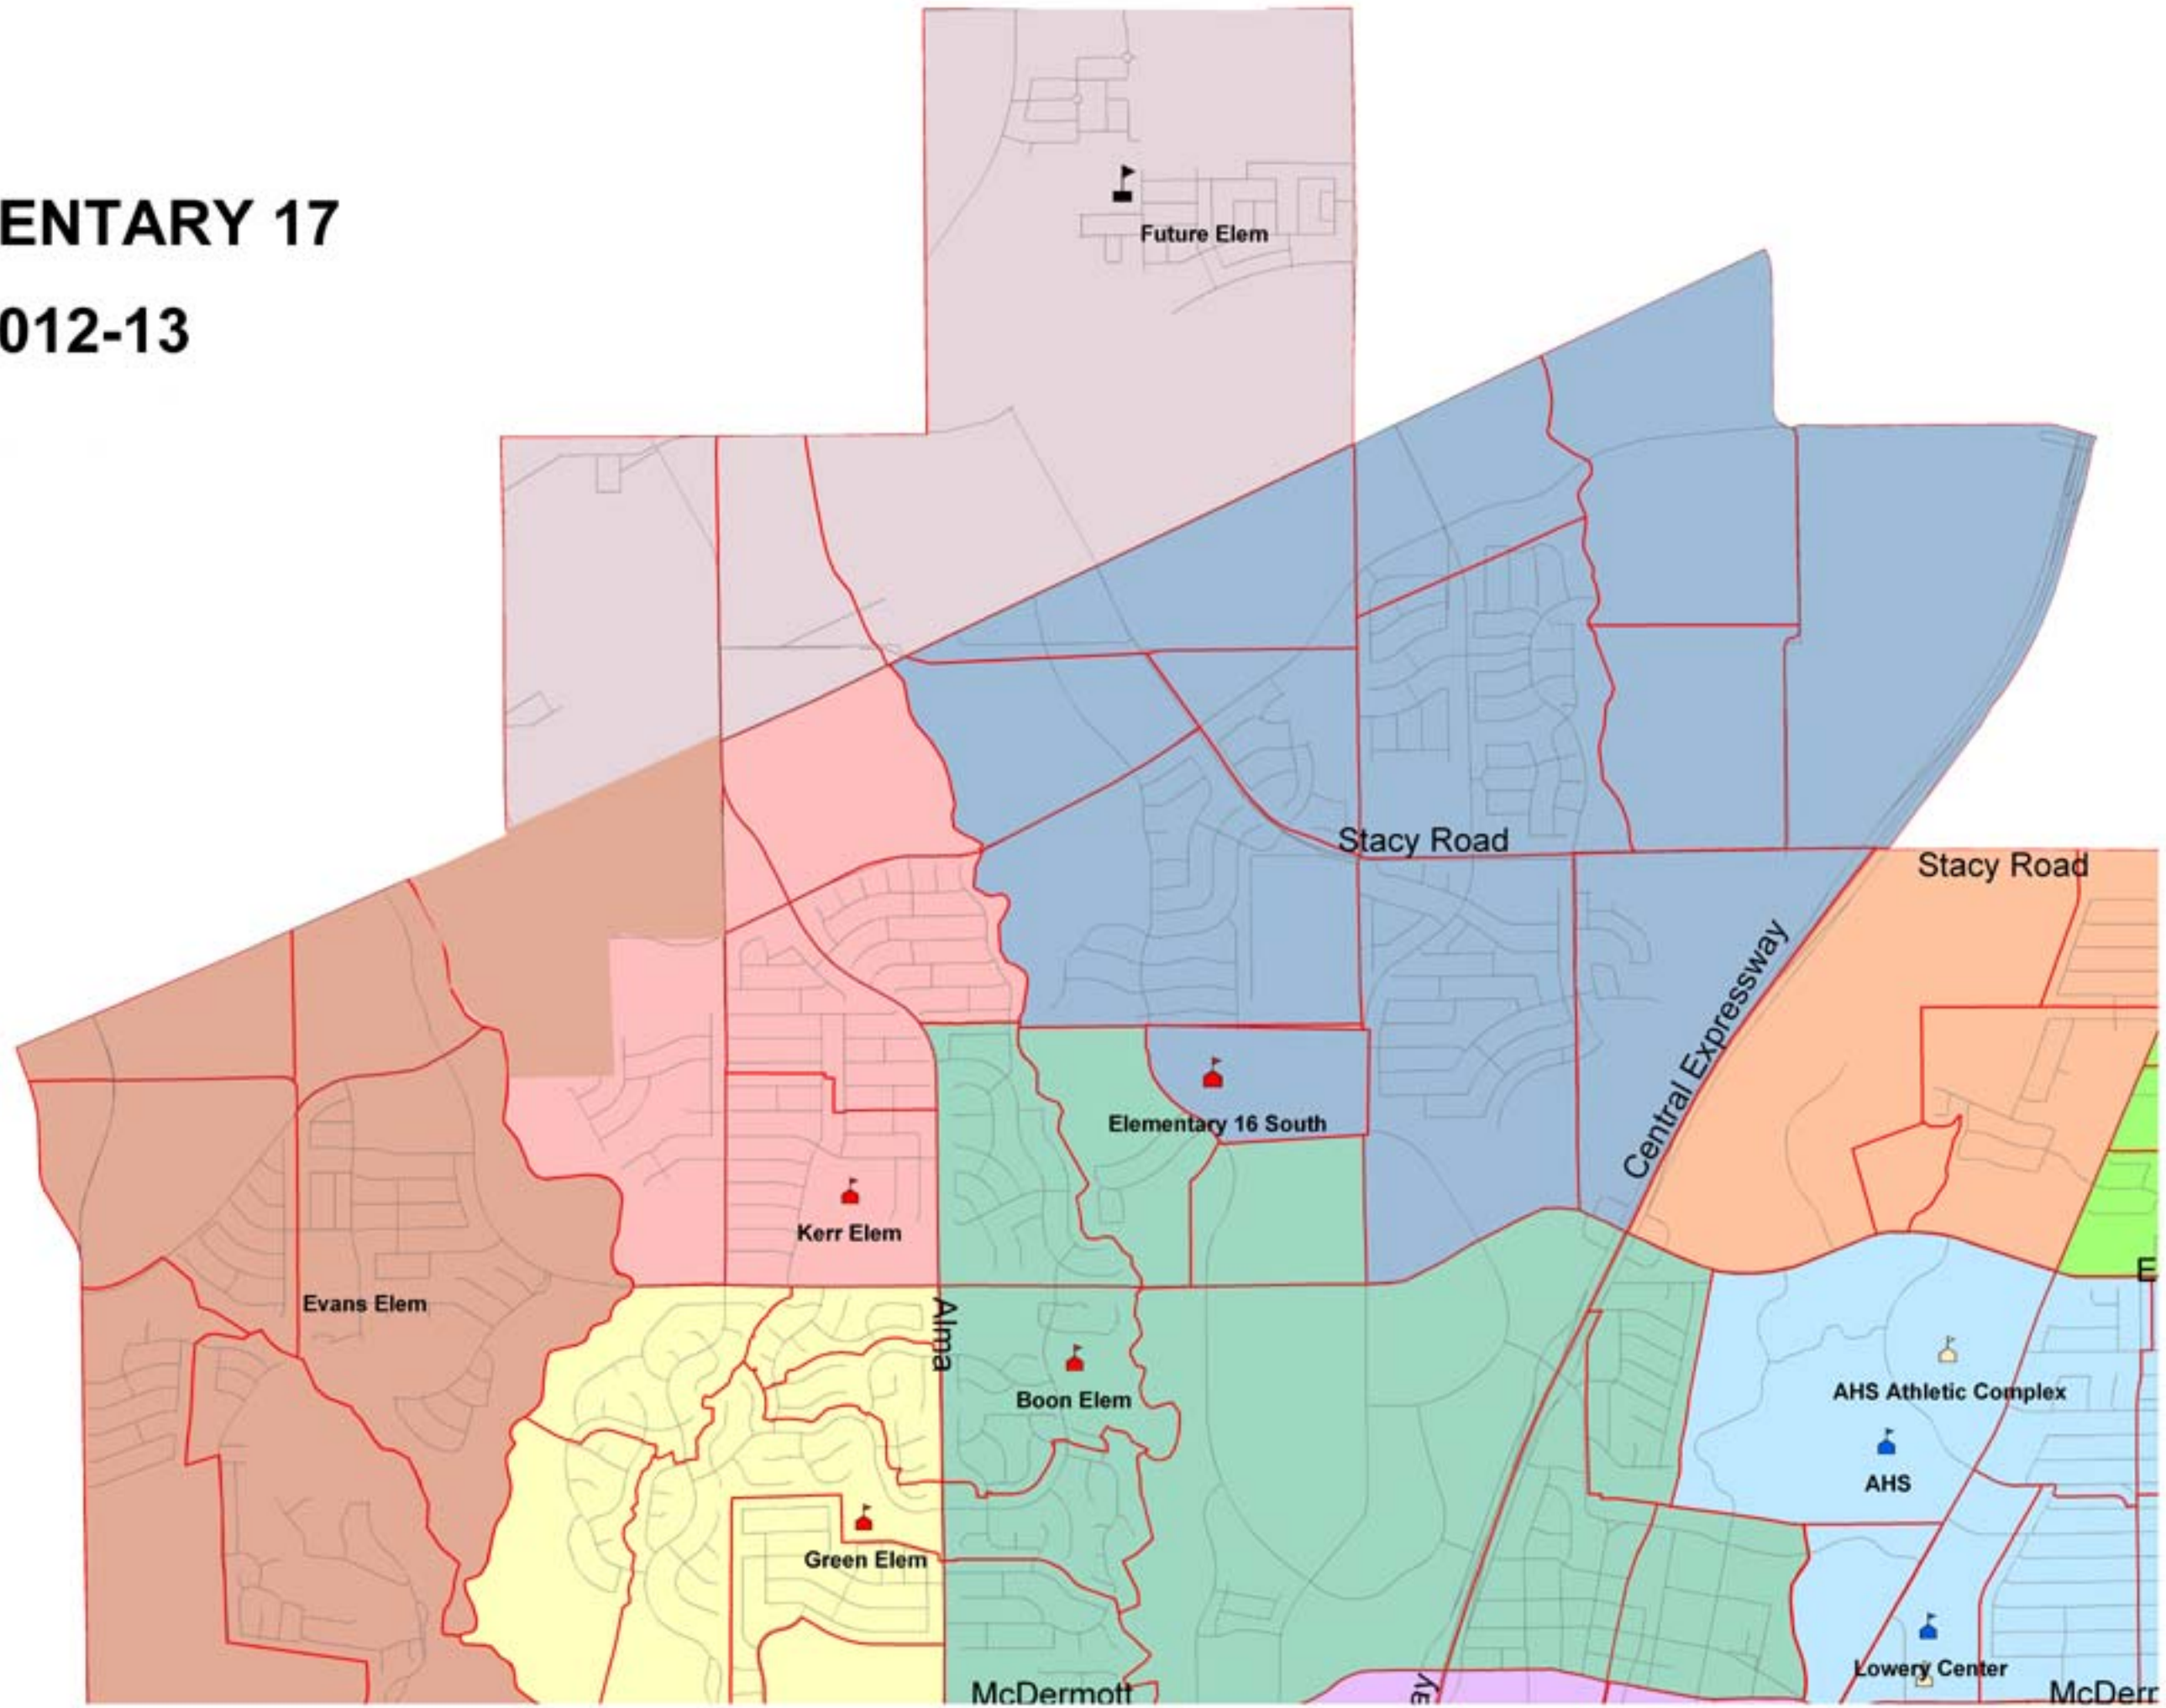 ENTARY 17
012-13
Future Elem
Stacy Road
Stacy Road
Central Expressway
Elementary 16 South
Kerr Elem
Evans Elem
E
Alma
Boon Elem
AHS Athletic Complex
AHS
Green Elem
Lowery Center
McDermott
ay
McDerr